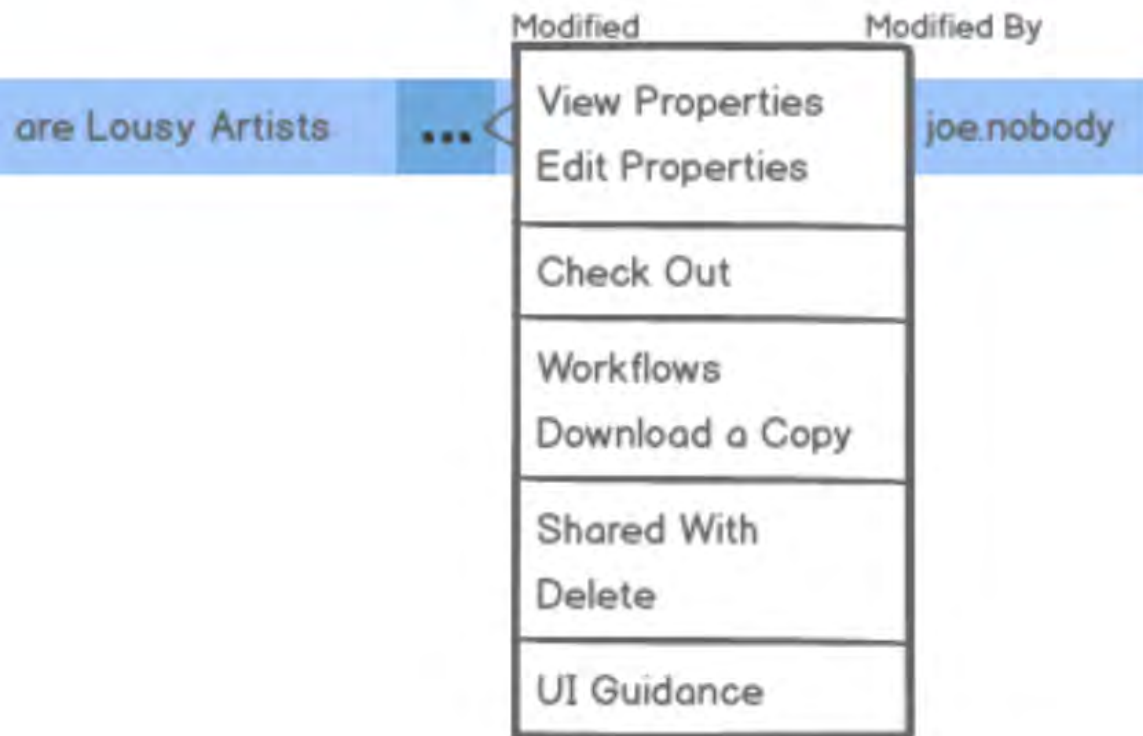 Modified Modified By
are Lousy Artists ... joe.nobody
View Properties
Edit Properties
Check Out
Workflows
Download a Copy
Shared With
Delete
UI Guidance